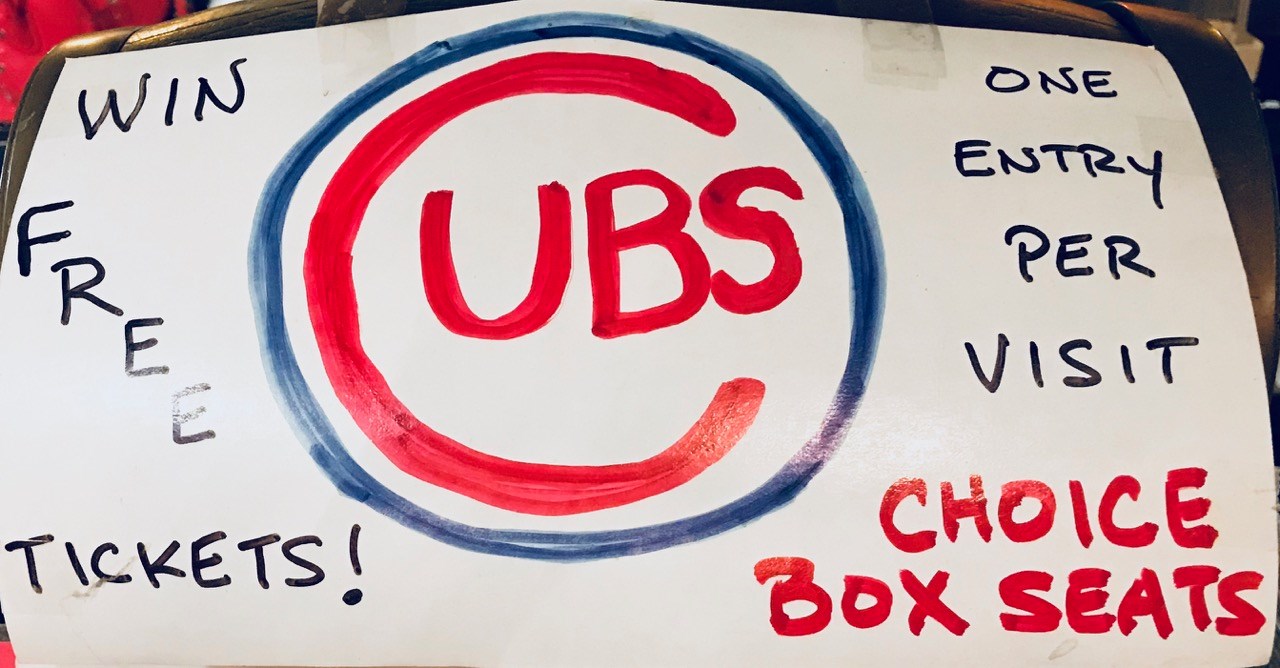 WIN
FREE
TICKETS!
CUBS
ONE
ENTRY
PER
VISIT
CHOICE
BOX SEATS